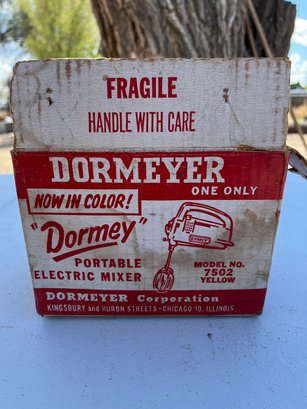 FRAGILE
HANDLE WITH CARE
DORMEYER
ONE ONLY
NOW IN COLOR!
"Dormey"
PORTABLE
ELECTRIC MIXER
DORMEY
MODEL NO.
7502
YELLOW
DORMEYER Corporation
KINGSBURY and HURON STREETS · CHICAGO 10, ILLINOIS